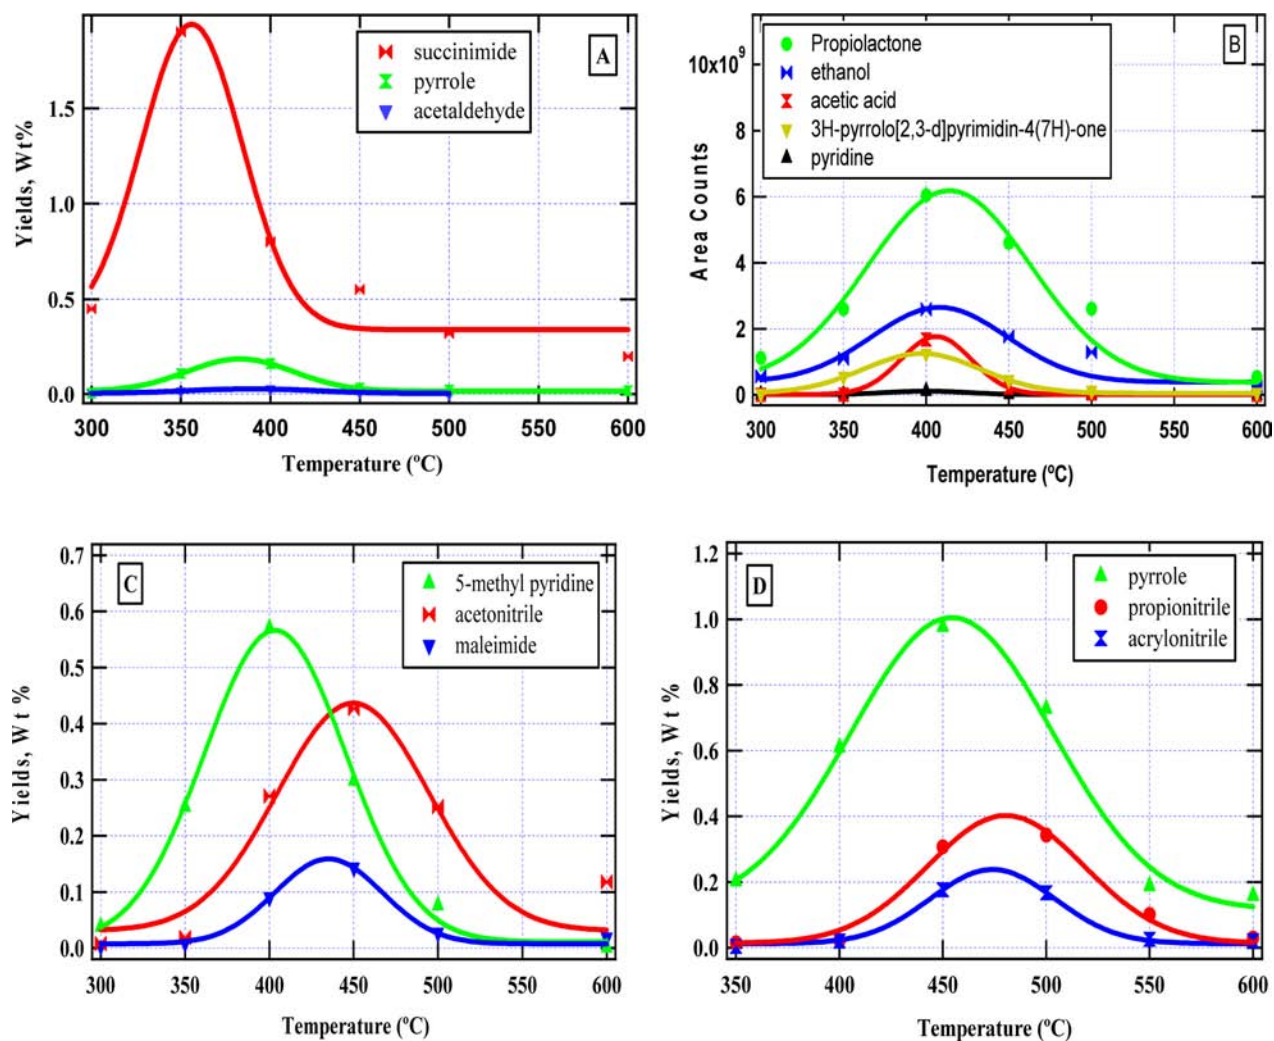 A
succinimide
pyrrole
acetaldehyde
Yields, Wt%
1.5
1.0
0.5
0.0
300 350 400 450 500 550 600
Temperature (ºC)
B
Propiolactone
ethanol
acetic acid
3H-pyrrolo[2,3-d]pyrimidin-4(7H)-one
pyridine
Area Counts
10x10⁹
8
6
4
2
0
300 350 400 450 500 600
Temperature (ºC)
C
5-methyl pyridine
acetonitrile
maleimide
Yields, Wt %
0.7
0.6
0.5
0.4
0.3
0.2
0.1
0.0
300 350 400 450 500 550 600
Temperature (ºC)
D
pyrrole
propionitrile
acrylonitrile
Yields, Wt %
1.2
1.0
0.8
0.6
0.4
0.2
0.0
350 400 450 500 550 600
Temperature (ºC)